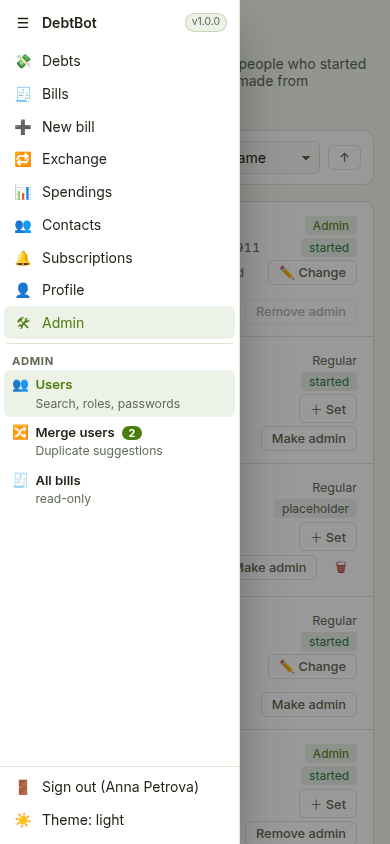 DebtBot v1.0.0
Debts
Bills
New bill
Exchange
Spendings
Contacts
Subscriptions
Profile
Admin
ADMIN
Users
Search, roles, passwords
Merge users 2
Duplicate suggestions
All bills
read-only
Sign out (Anna Petrova)
Theme: light
people who started
made from
↑
Admin
started
911
Change
Remove admin
Regular
started
+ Set
Make admin
Regular
placeholder
+ Set
Make admin
Regular
started
Change
Make admin
Admin
started
+ Set
Remove admin